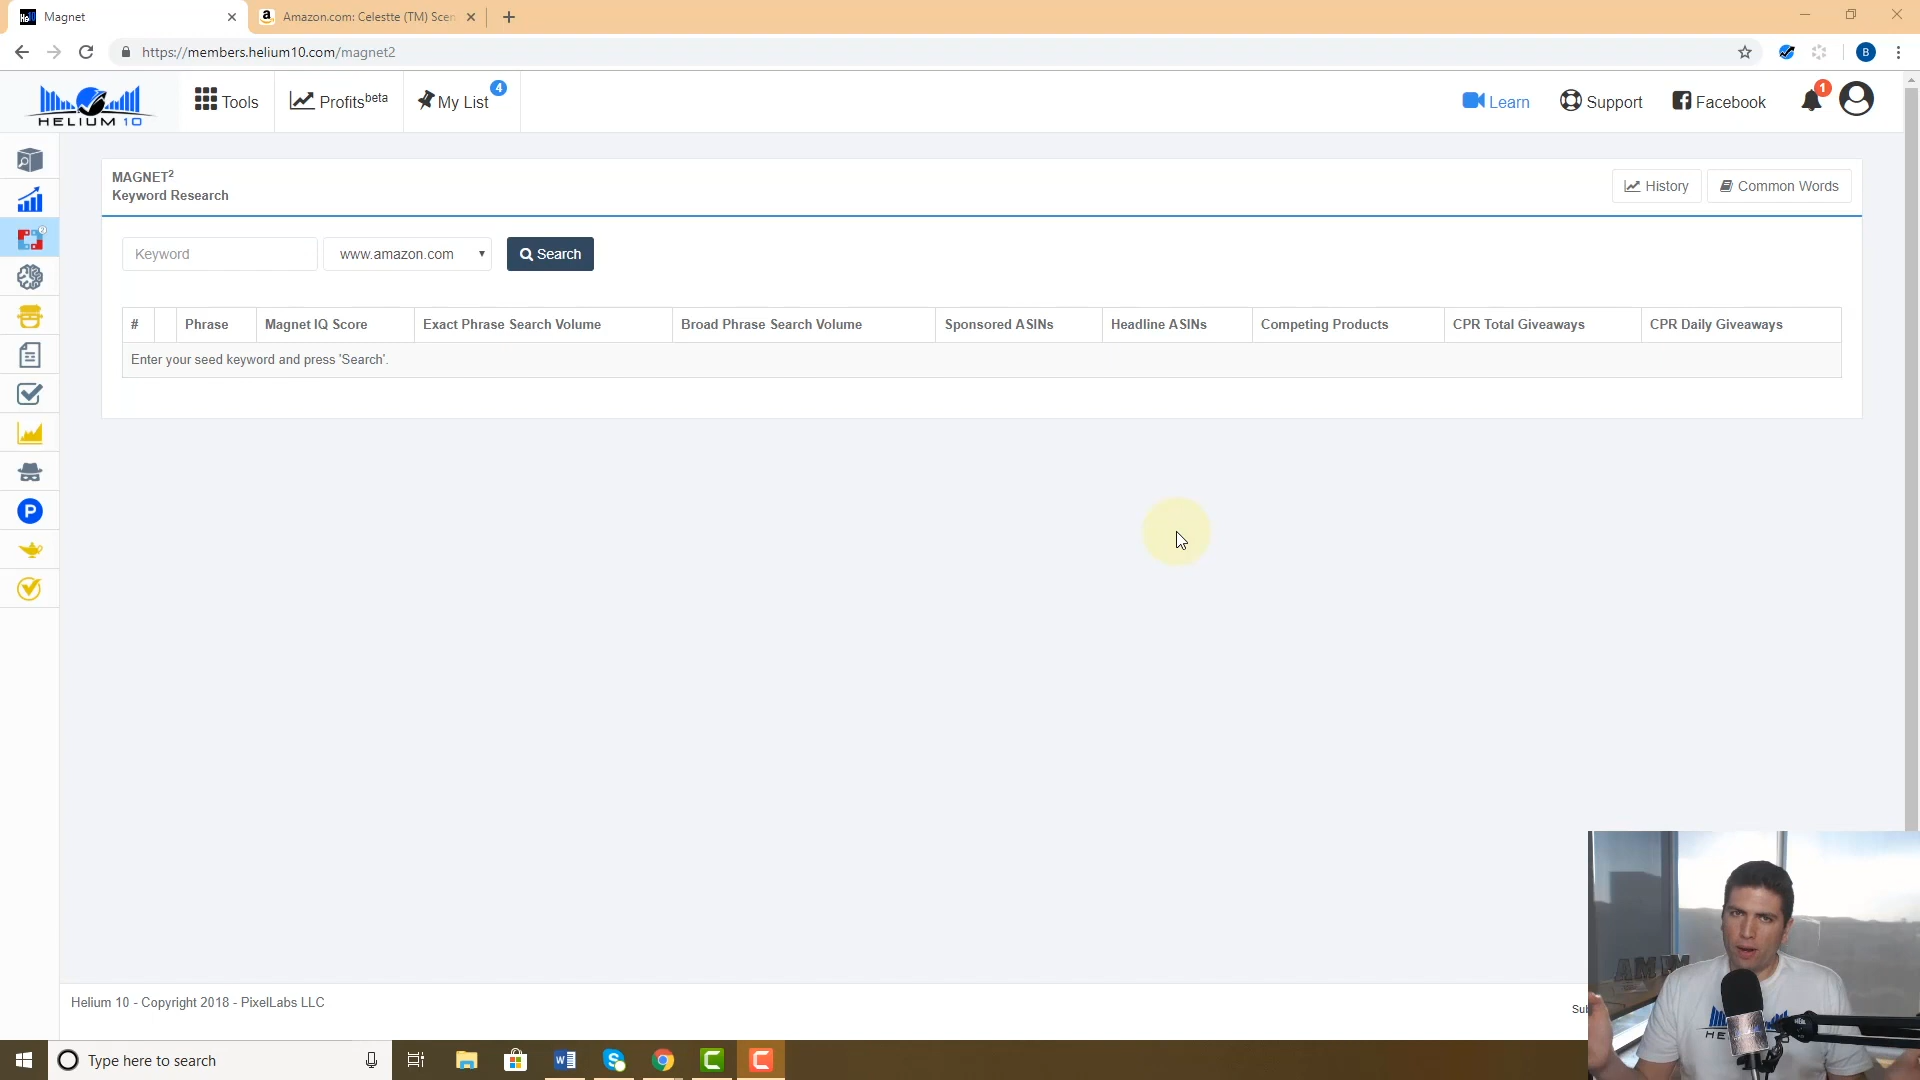 Magnet
Amazon.com: Celestte (TM) Scen
https://members.helium10.com/magnet2
B
HELIUM 10
Tools
Profits beta
My List
4
Learn
Support
Facebook
1
MAGNET²
Keyword Research
History
Common Words
Keyword
www.amazon.com
Search
#
Phrase
Magnet IQ Score
Exact Phrase Search Volume
Broad Phrase Search Volume
Sponsored ASINs
Headline ASINs
Competing Products
CPR Total Giveaways
CPR Daily Giveaways
Enter your seed keyword and press 'Search'.
P
Helium 10 - Copyright 2018 - PixelLabs LLC
Type here to search